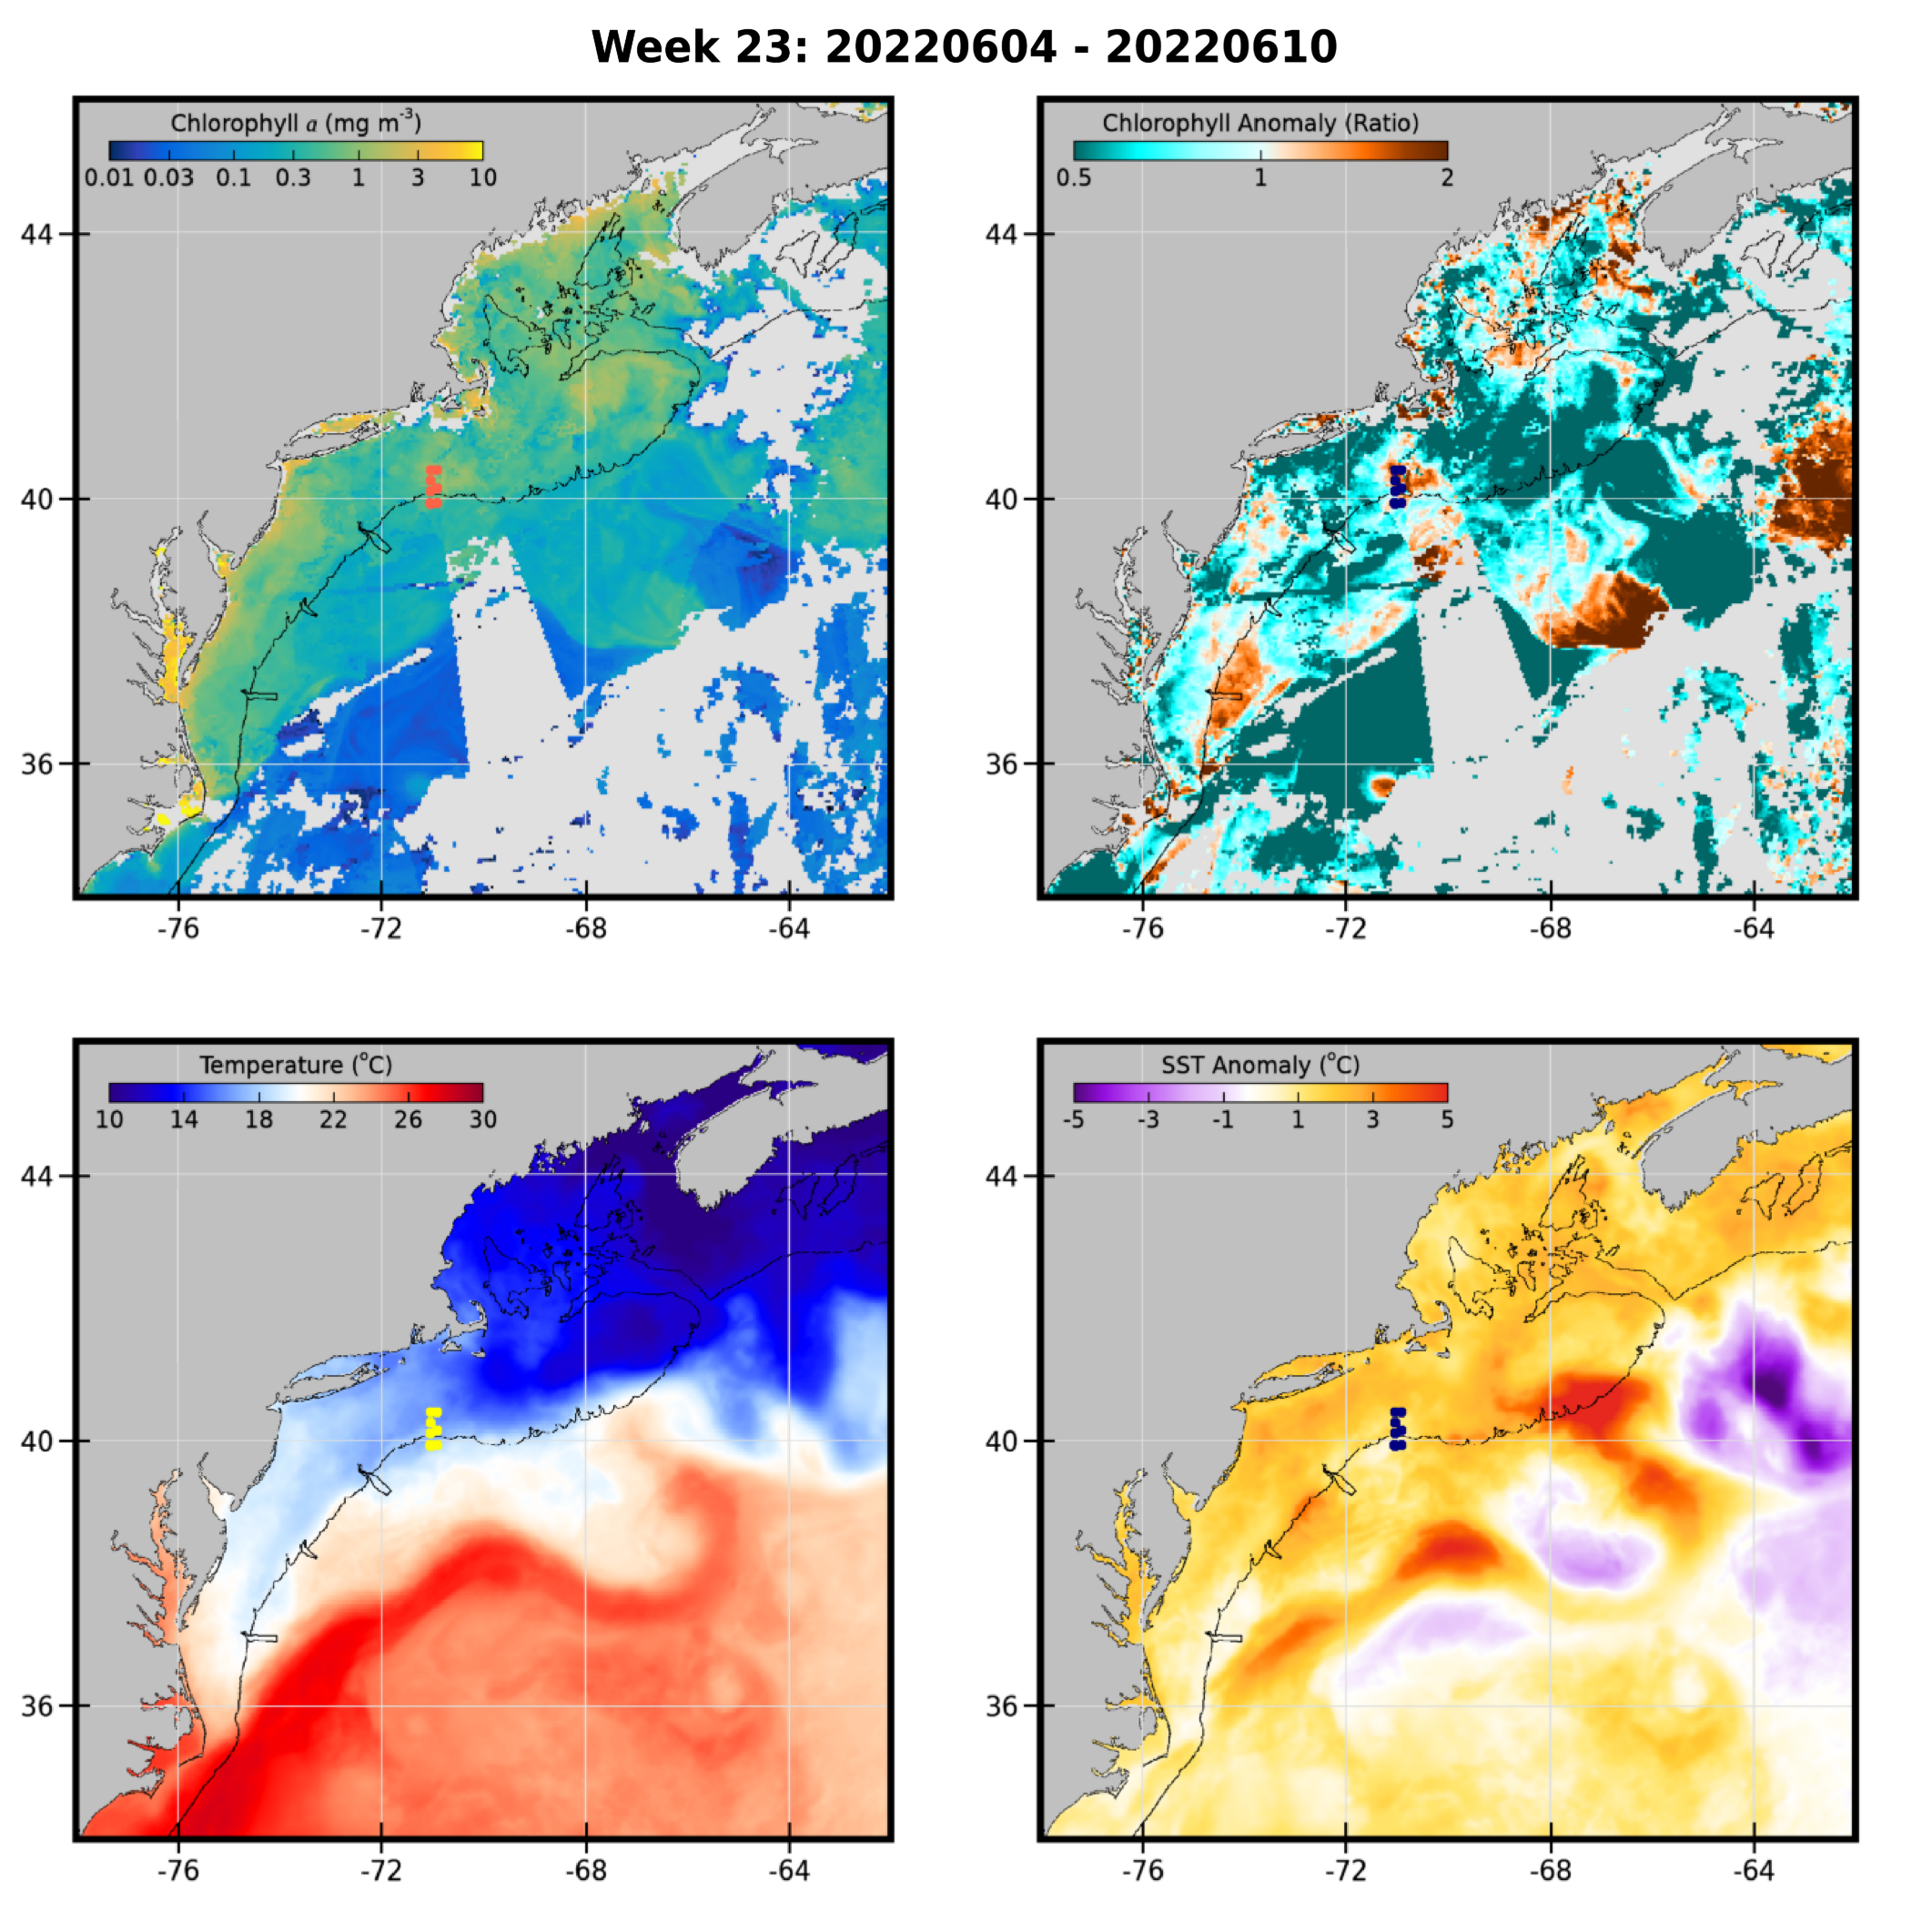 Week 23: 20220604 - 20220610
Chlorophyll a (mg m-3)
0.01 0.03 0.1 0.3 1 3 10
44
40
36
-76 -72 -68 -64
Chlorophyll Anomaly (Ratio)
0.5 1 2
44
40
36
-76 -72 -68 -64
Temperature (°C)
10 14 18 22 26 30
44
40
36
-76 -72 -68 -64
SST Anomaly (°C)
-5 -3 -1 1 3 5
44
40
36
-76 -72 -68 -64